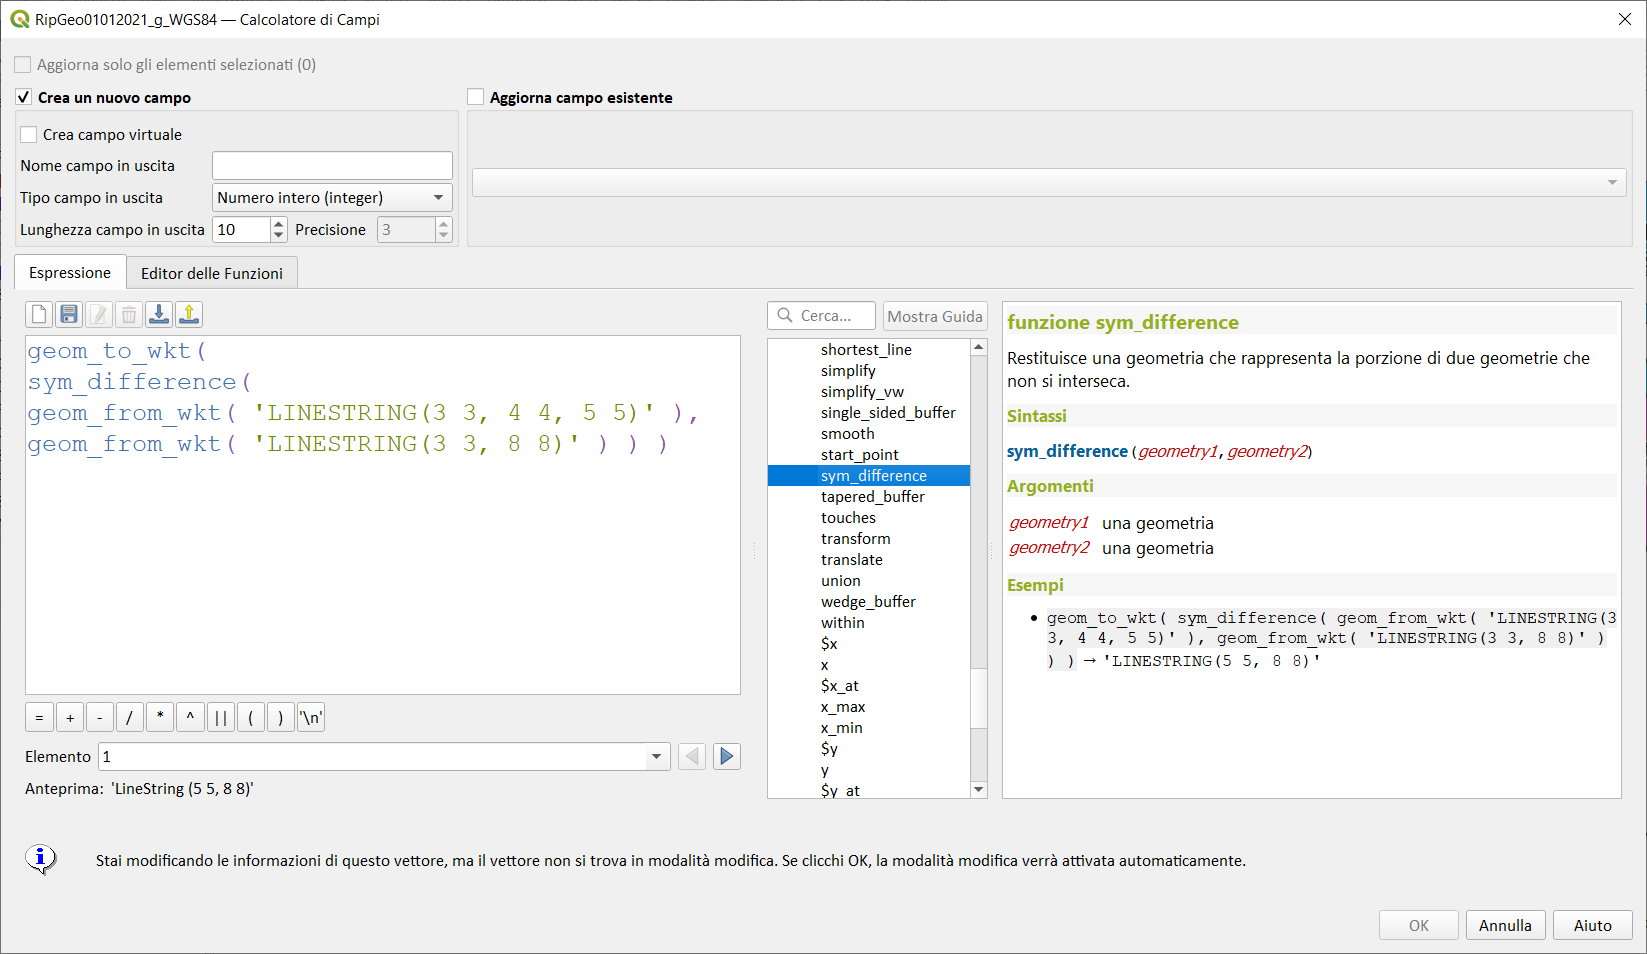 RipGeo01012021_g_WGS84 — Calcolatore di Campi
Aggiorna solo gli elementi selezionati (0)
Crea un nuovo campo
Aggiorna campo esistente
Crea campo virtuale
Nome campo in uscita
Tipo campo in uscita Numero intero (integer)
Lunghezza campo in uscita 10 Precisione 3
Espressione Editor delle Funzioni
geom_to_wkt(
sym_difference(
geom_from_wkt( 'LINESTRING(3 3, 4 4, 5 5)' ),
geom_from_wkt( 'LINESTRING(3 3, 8 8)' ) ) )
= + - / * ^ || ( ) '\n'
Elemento 1
Anteprima: 'LineString (5 5, 8 8)'
Cerca... Mostra Guida
shortest_line
simplify
simplify_vw
single_sided_buffer
smooth
start_point
sym_difference
tapered_buffer
touches
transform
translate
union
wedge_buffer
within
$x
x
$x_at
x_max
x_min
$y
y
$y_at
funzione sym_difference
Restituisce una geometria che rappresenta la porzione di due geometrie che
non si interseca.
Sintassi
sym_difference(geometry1,geometry2)
Argomenti
geometry1 una geometria
geometry2 una geometria
Esempi
• geom_to_wkt( sym_difference( geom_from_wkt( 'LINESTRING(3
3, 4 4, 5 5)' ), geom_from_wkt( 'LINESTRING(3 3, 8 8)' )
) ) → 'LINESTRING(5 5, 8 8)'
Stai modificando le informazioni di questo vettore, ma il vettore non si trova in modalità modifica. Se clicchi OK, la modalità modifica verrà attivata automaticamente.
OK Annulla Aiuto